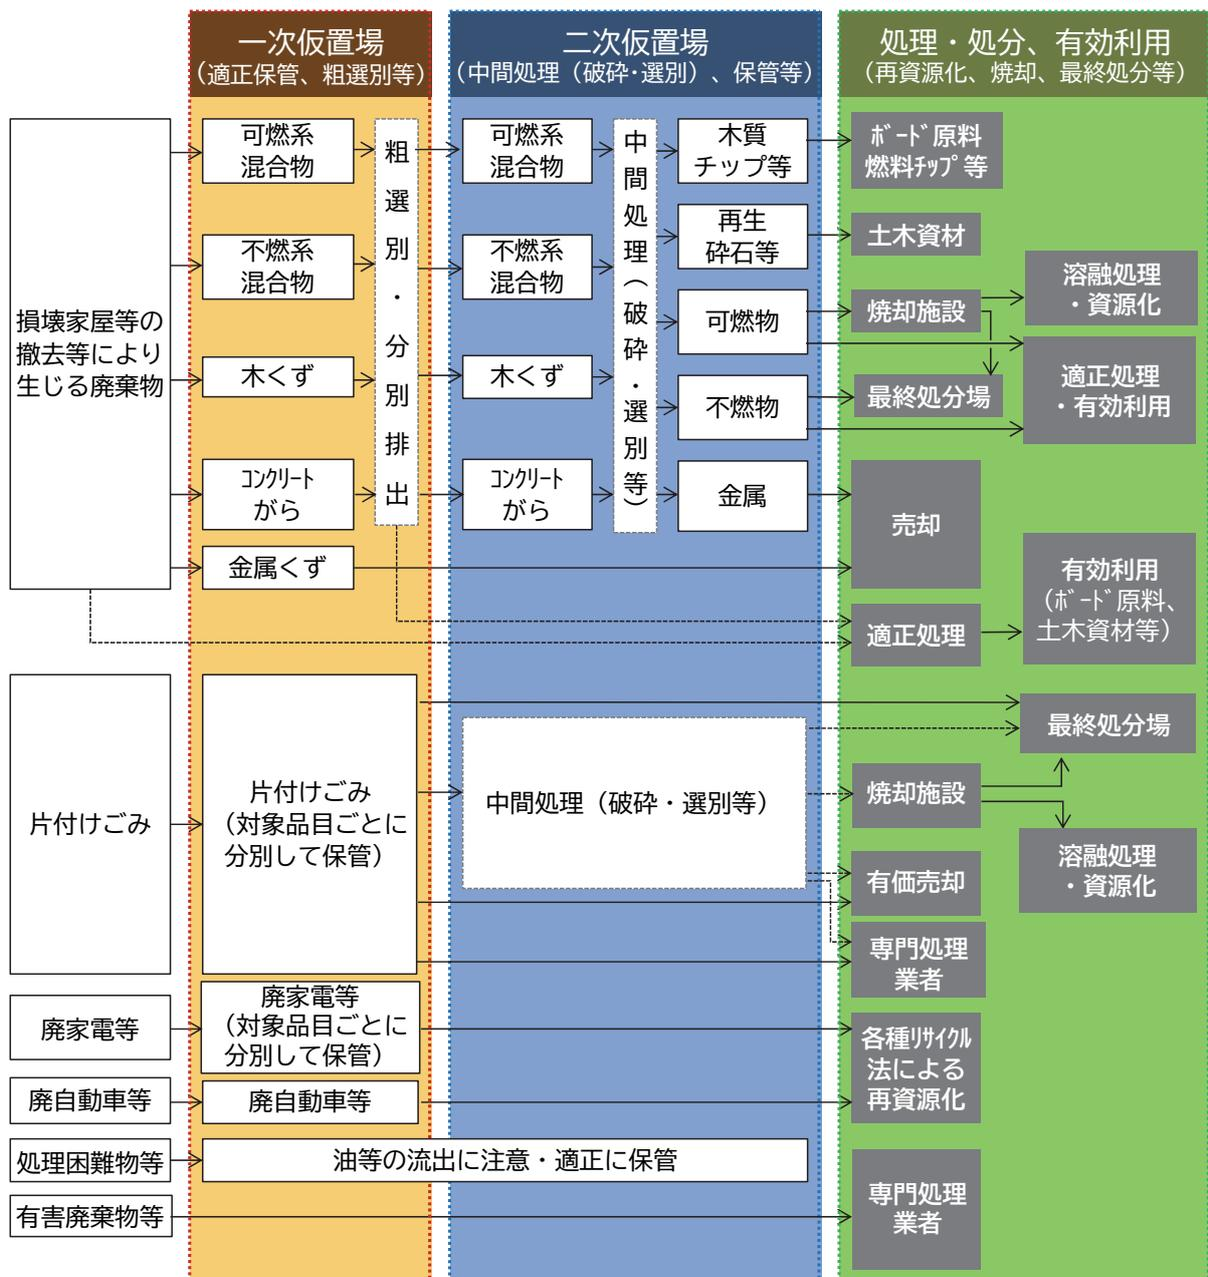 一次仮置場
（適正保管、粗選別等）
二次仮置場
（中間処理（破砕・選別）、保管等）
処理・処分、有効利用
（再資源化、焼却、最終処分等）
損壊家屋等の
撤去等により
生じる廃棄物
可燃系
混合物
不燃系
混合物
木くず
コンクリート
がら
金属くず
粗選別・分別排出
可燃系
混合物
不燃系
混合物
木くず
コンクリート
がら
中間処理（破砕・選別等）
木質
チップ等
再生
砕石等
可燃物
不燃物
金属
ﾎﾞｰﾄﾞ原料
燃料ﾁｯﾌﾟ等
土木資材
焼却施設
溶融処理
・資源化
最終処分場
適正処理
・有効利用
売却
適正処理
有効利用
（ﾎﾞｰﾄﾞ原料、
土木資材等）
片付けごみ
片付けごみ
（対象品目ごとに
分別して保管）
中間処理（破砕・選別等）
最終処分場
焼却施設
溶融処理
・資源化
有価売却
専門処理
業者
廃家電等
廃家電等
（対象品目ごとに
分別して保管）
各種ﾘｻｲｸﾙ
法による
再資源化
廃自動車等
廃自動車等
処理困難物等
油等の流出に注意・適正に保管
有害廃棄物等
専門処理
業者